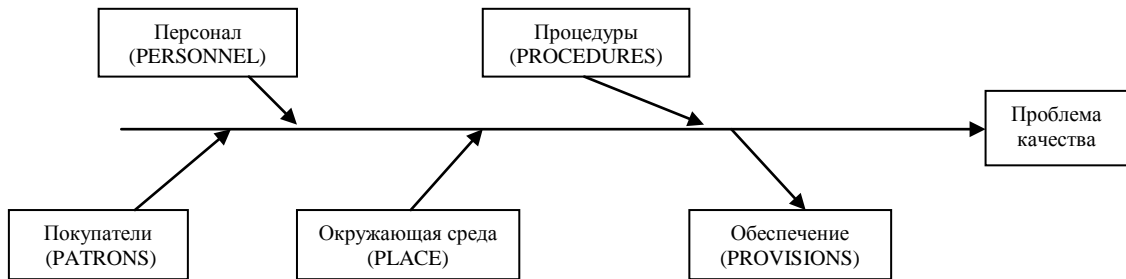 Персонал
(PERSONNEL)
Процедуры
(PROCEDURES)
Проблема
качества
Покупатели
(PATRONS)
Окружающая среда
(PLACE)
Обеспечение
(PROVISIONS)